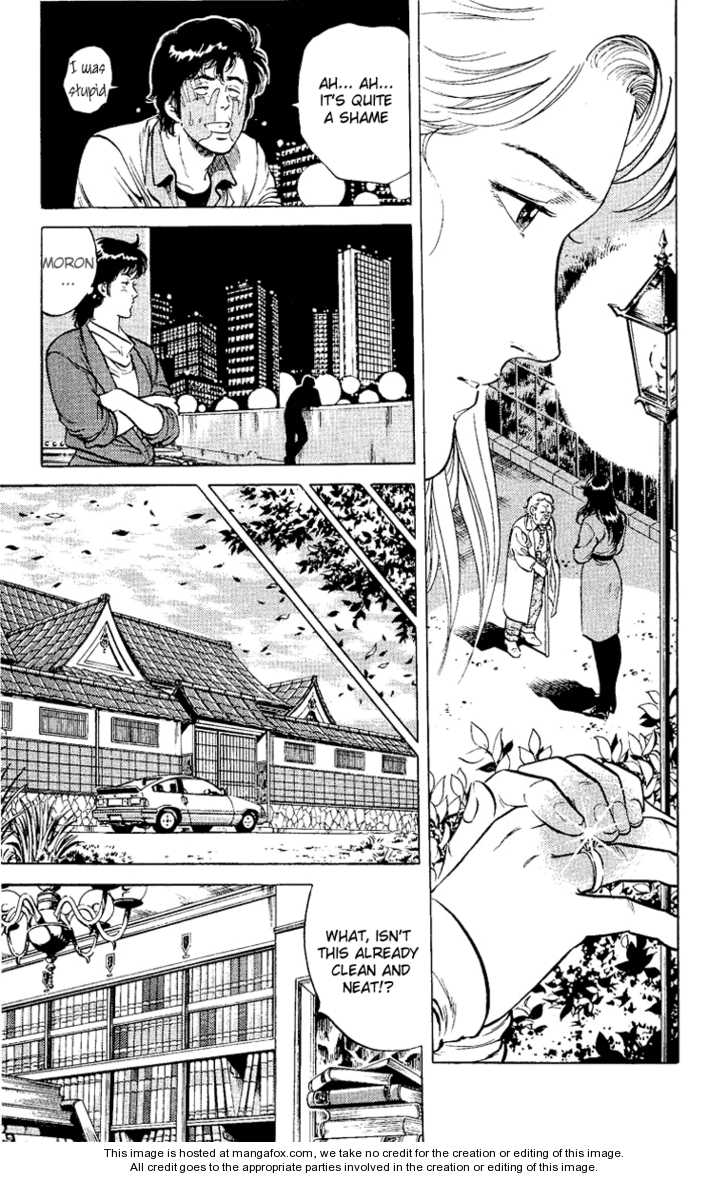 AH... AH...
IT'S QUITE
A SHAME
I was
stupid
MORON
...
WHAT, ISN'T
THIS ALREADY
CLEAN AND
NEAT!?
This image is hosted at mangafox.com, we take no credit for the creation or editing of this image.
All credit goes to the appropriate parties involved in the creation or editing of this image.